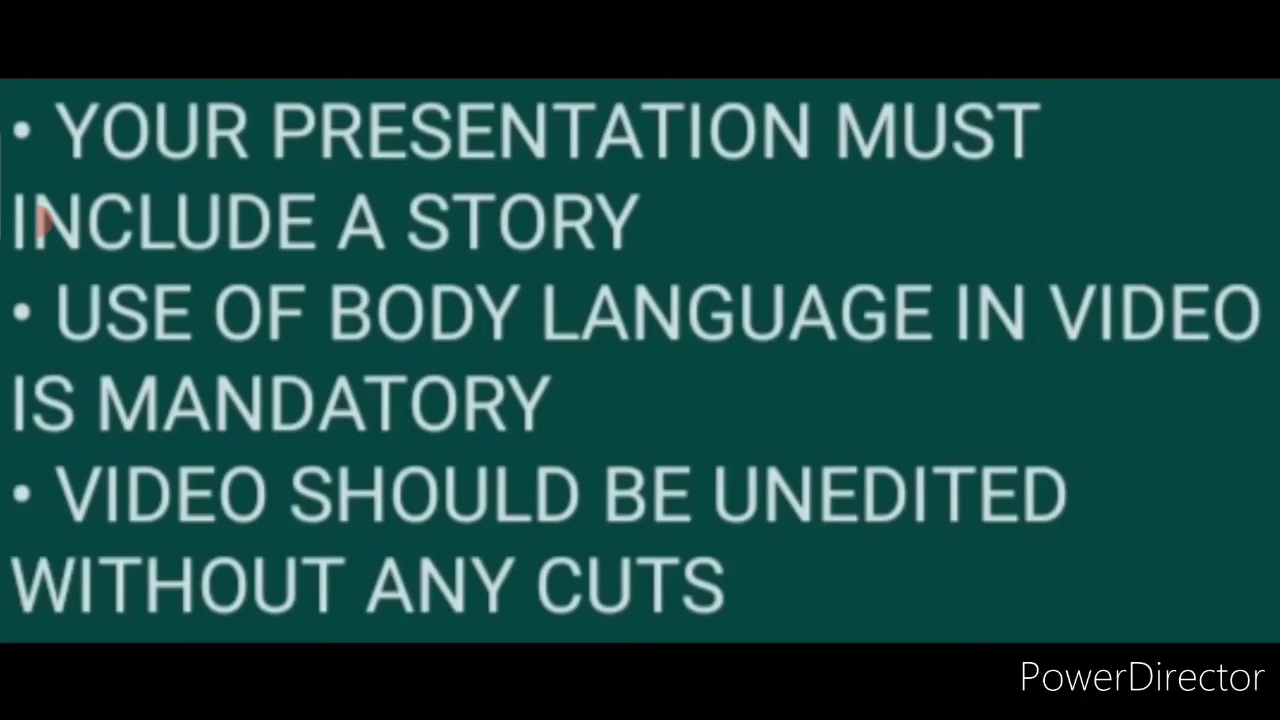 • YOUR PRESENTATION MUST
INCLUDE A STORY
• USE OF BODY LANGUAGE IN VIDEO
IS MANDATORY
• VIDEO SHOULD BE UNEDITED
WITHOUT ANY CUTS
PowerDirector